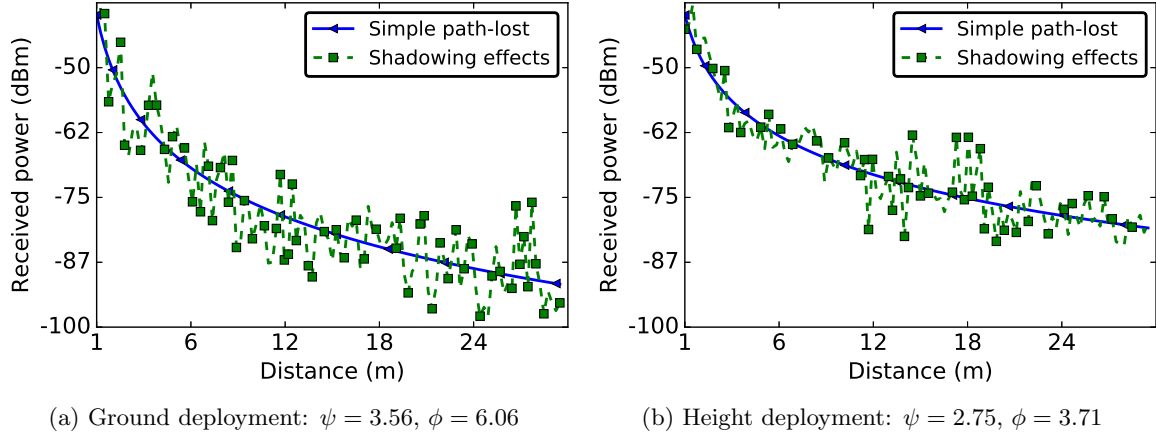 Simple path-lost
Shadowing effects
Received power (dBm)
-50
-62
-75
-87
-100
1
6
12
18
24
Distance (m)
(a) Ground deployment: ψ = 3.56, ϕ = 6.06
Simple path-lost
Shadowing effects
Received power (dBm)
-50
-62
-75
-87
-100
1
6
12
18
24
Distance (m)
(b) Height deployment: ψ = 2.75, ϕ = 3.71